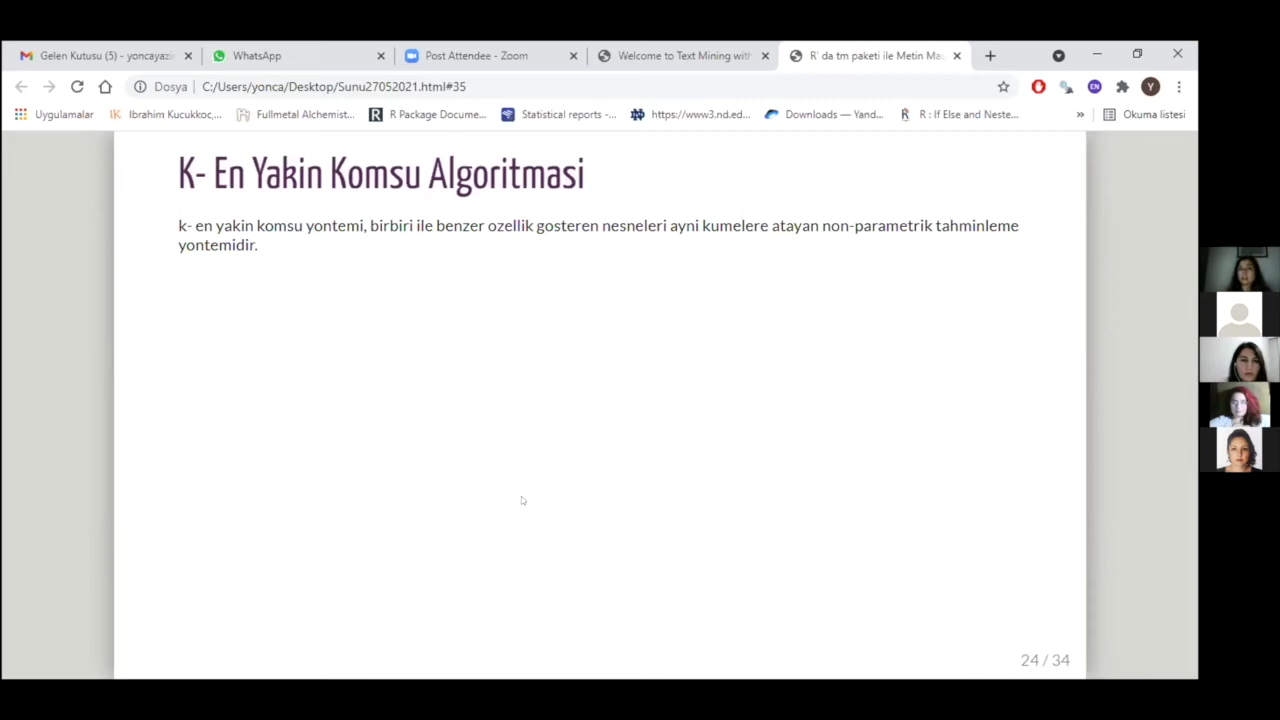 Gelen Kutusu (5) - yoncayazi
WhatsApp
Post Attendee - Zoom
Welcome to Text Mining with
R' da tm paketi ile Metin Mac
Dosya
C:/Users/yonca/Desktop/Sunu27052021.html#35
EN
Y
Uygulamalar
Ibrahim Kucukkoc,...
Fullmetal Alchemist...
R Package Docume...
Statistical reports -...
https://www3.nd.ed...
Downloads — Yand...
R : If Else and Neste...
»
Okuma listesi
K- En Yakin Komsu Algoritmasi
k- en yakin komsu yontemi, birbiri ile benzer ozellik gosteren nesneleri ayni kumelere atayan non-parametrik tahminleme
yontemidir.
24 / 34